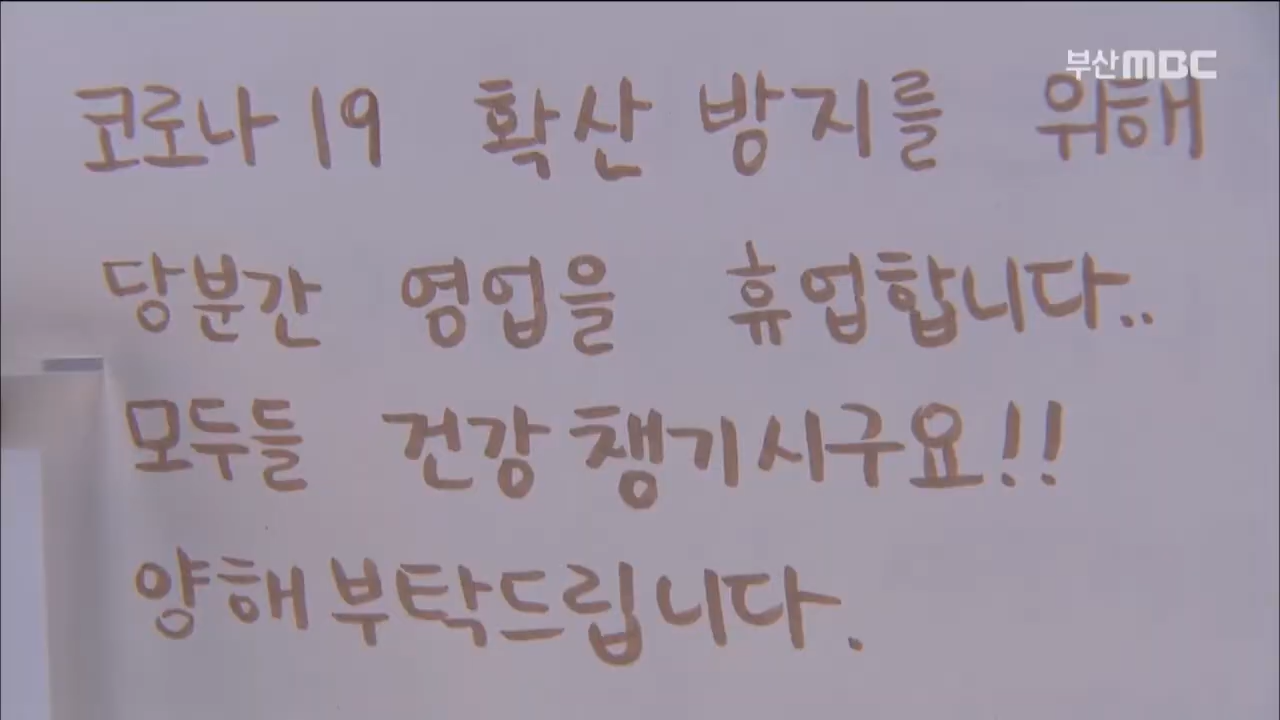 부산MBC
코로나19 확산 방지를 위해
당분간 영업을 휴업합니다..
모두들 건강 챙기시구요!!
양해부탁드립니다.